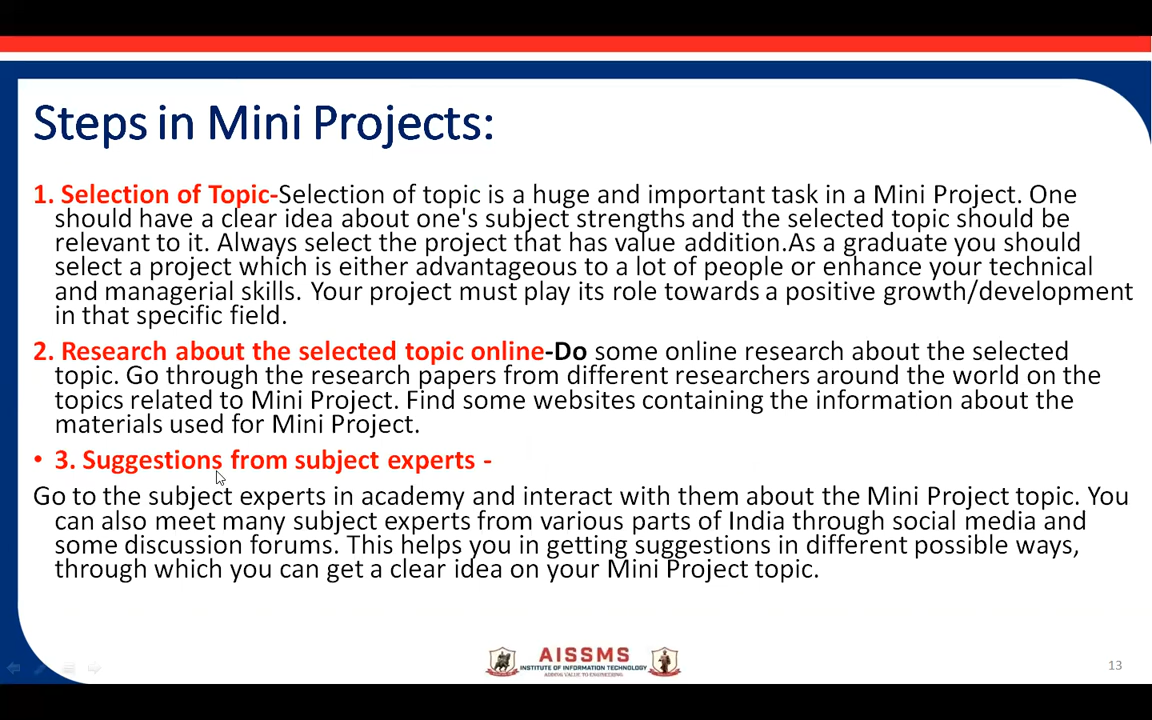 Steps in Mini Projects:
1. Selection of Topic-Selection of topic is a huge and important task in a Mini Project. One
should have a clear idea about one's subject strengths and the selected topic should be
relevant to it. Always select the project that has value addition.As a graduate you should
select a project which is either advantageous to a lot of people or enhance your technical
and managerial skills. Your project must play its role towards a positive growth/development
in that specific field.
2. Research about the selected topic online-Do some online research about the selected
topic. Go through the research papers from different researchers around the world on the
topics related to Mini Project. Find some websites containing the information about the
materials used for Mini Project.
• 3. Suggestions from subject experts -
Go to the subject experts in academy and interact with them about the Mini Project topic. You
can also meet many subject experts from various parts of India through social media and
some discussion forums. This helps you in getting suggestions in different possible ways,
through which you can get a clear idea on your Mini Project topic.
AISSMS
INSTITUTE OF INFORMATION TECHNOLOGY
ADDING VALUE TO ENGINEERING
13